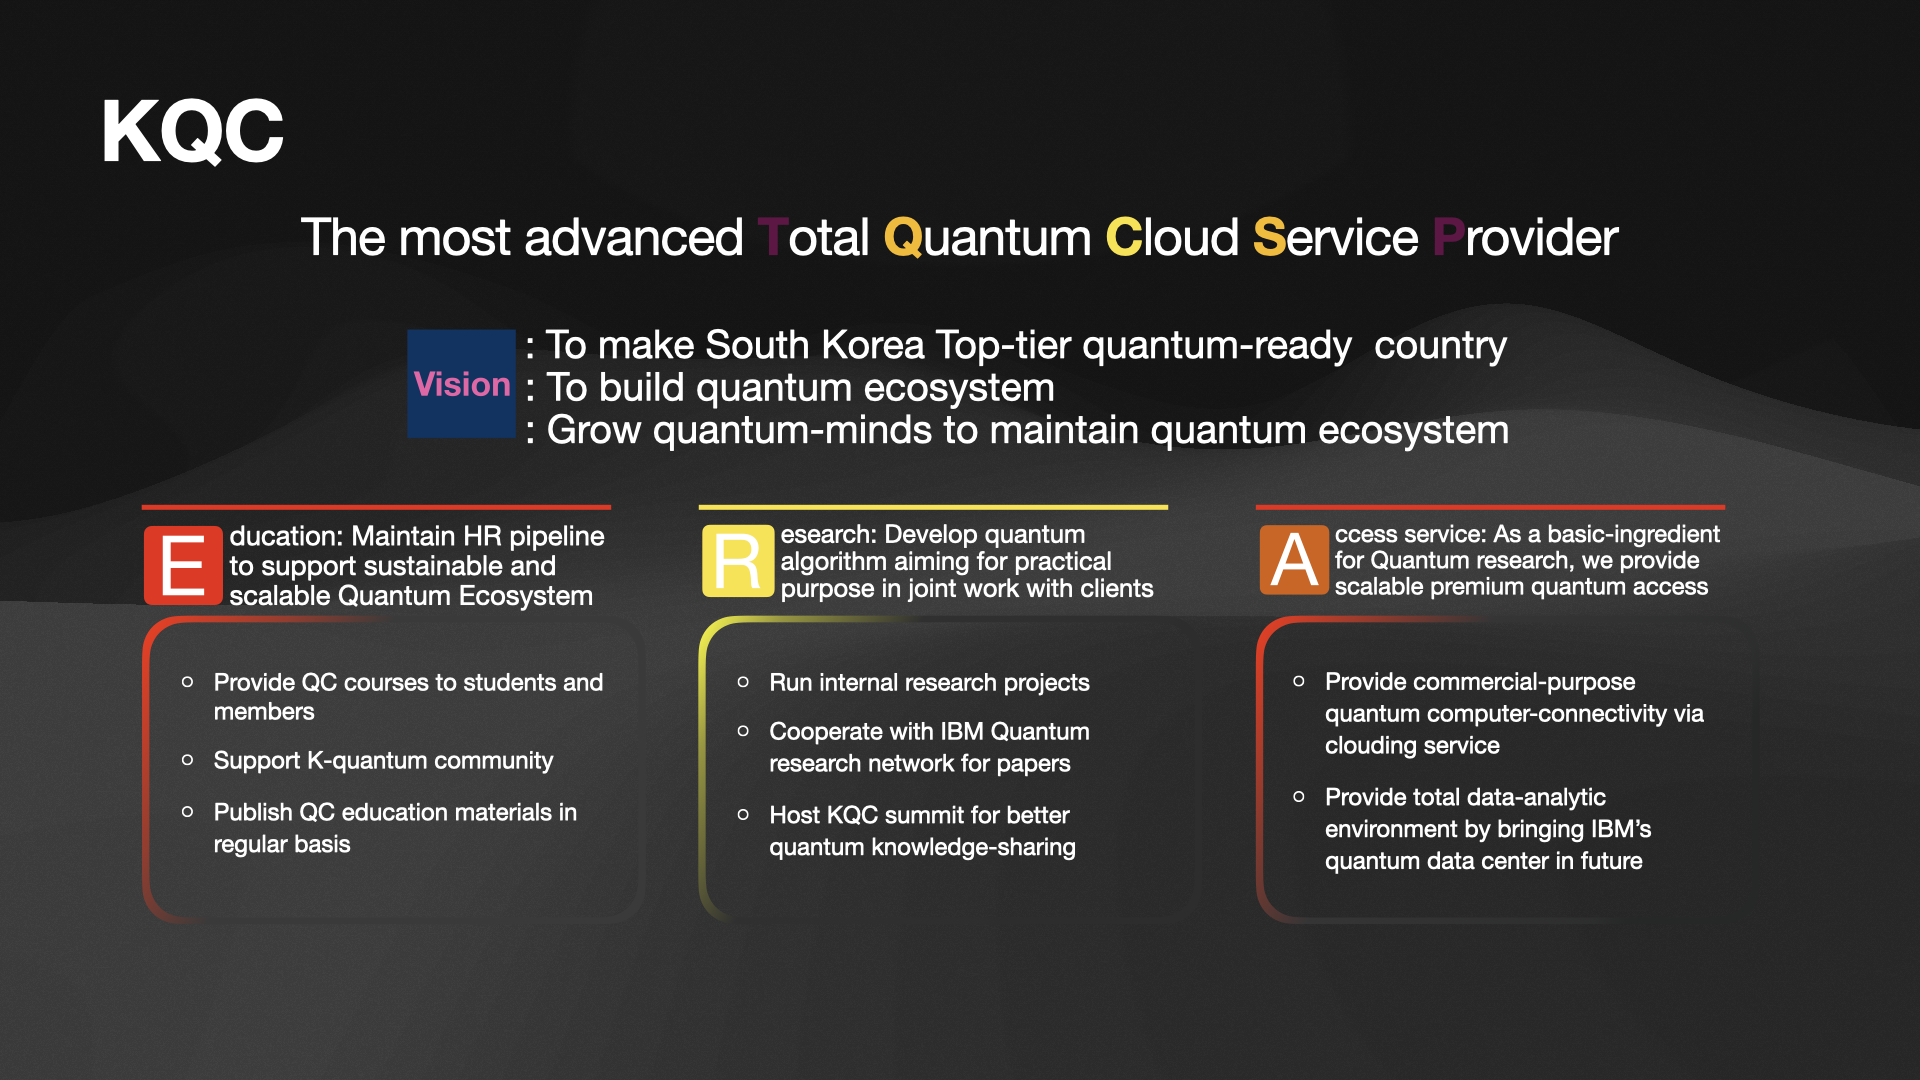 KQC
The most advanced Total Quantum Cloud Service Provider
Vision
: To make South Korea Top-tier quantum-ready  country
: To build quantum ecosystem
: Grow quantum-minds to maintain quantum ecosystem
Education: Maintain HR pipeline
to support sustainable and
scalable Quantum Ecosystem
Provide QC courses to students and
members
Support K-quantum community
Publish QC education materials in
regular basis
Research: Develop quantum
algorithm aiming for practical
purpose in joint work with clients
Run internal research projects
Cooperate with IBM Quantum
research network for papers
Host KQC summit for better
quantum knowledge-sharing
Access service: As a basic-ingredient
for Quantum research, we provide
scalable premium quantum access
Provide commercial-purpose
quantum computer-connectivity via
clouding service
Provide total data-analytic
environment by bringing IBM’s
quantum data center in future